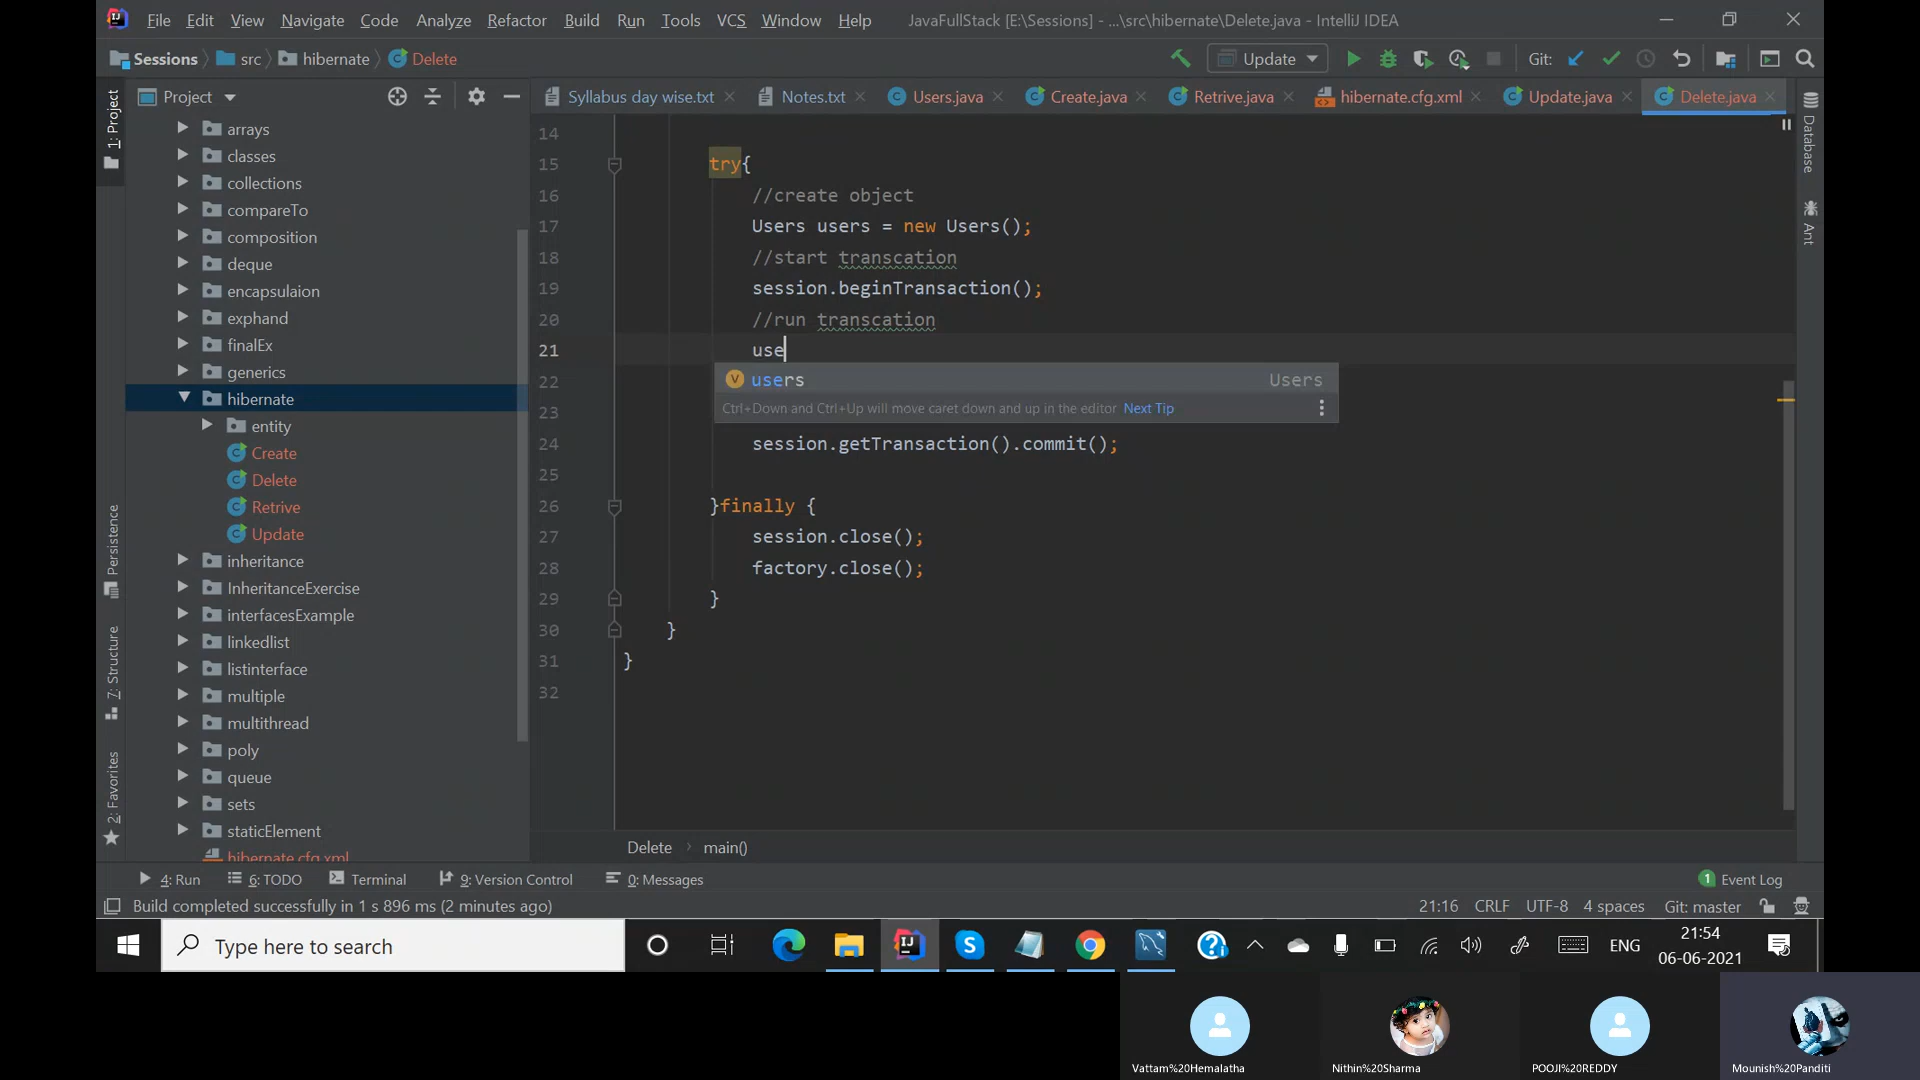 File Edit View Navigate Code Analyze Refactor Build Run Tools VCS Window Help JavaFullStack [E:\Sessions] - ...\src\hibernate\Delete.java - IntelliJ IDEA
Sessions src hibernate Delete Update Git:
1: Project
Project
Syllabus day wise.txt Notes.txt Users.java Create.java Retrive.java hibernate.cfg.xml Update.java Delete.java
arrays
classes
collections
compareTo
composition
deque
encapsulaion
exphand
finalEx
generics
hibernate
entity
Create
Delete
Retrive
Update
inheritance
InheritanceExercise
interfacesExample
linkedlist
listinterface
multiple
multithread
poly
queue
sets
staticElement
hibernate.cfg.xml
Persistence
7: Structure
2: Favorites
14
15 try{
16 //create object
17 Users users = new Users();
18 //start transcation
19 session.beginTransaction();
20 //run transcation
21 use
22 users Users
23 Ctrl+Down and Ctrl+Up will move caret down and up in the editor Next Tip
24 session.getTransaction().commit();
25
26 }finally {
27 session.close();
28 factory.close();
29 }
30 }
31 }
32
Database
Ant
Delete main()
4: Run 6: TODO Terminal 9: Version Control 0: Messages 1 Event Log
Build completed successfully in 1 s 896 ms (2 minutes ago) 21:16 CRLF UTF-8 4 spaces Git: master
Type here to search ENG 21:54
06-06-2021
Vattam%20Hemalatha Nithin%20Sharma POOJI%20REDDY Mounish%20Panditi